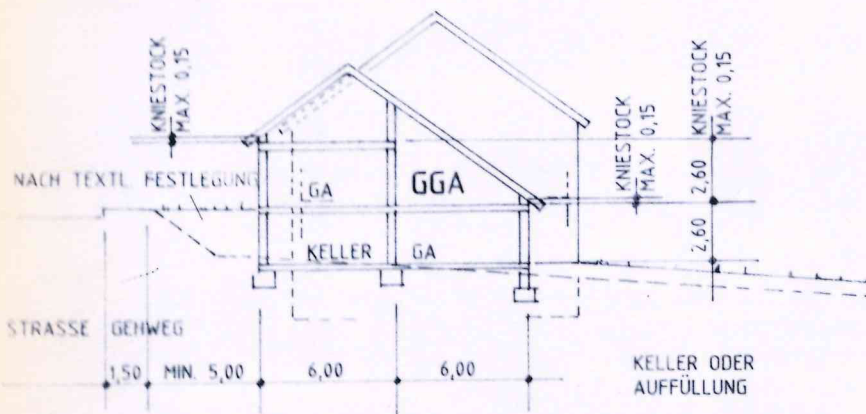 KNIESTOCK
MAX. 0,15
KNIESTOCK
MAX. 0,15
KNIESTOCK
MAX. 0,15
NACH TEXTL. FESTLEGUNG
GA
GGA
2,60
KELLER
GA
2,60
STRASSE
GEHWEG
1,50
MIN. 5,00
6,00
6,00
KELLER ODER
AUFFÜLLUNG